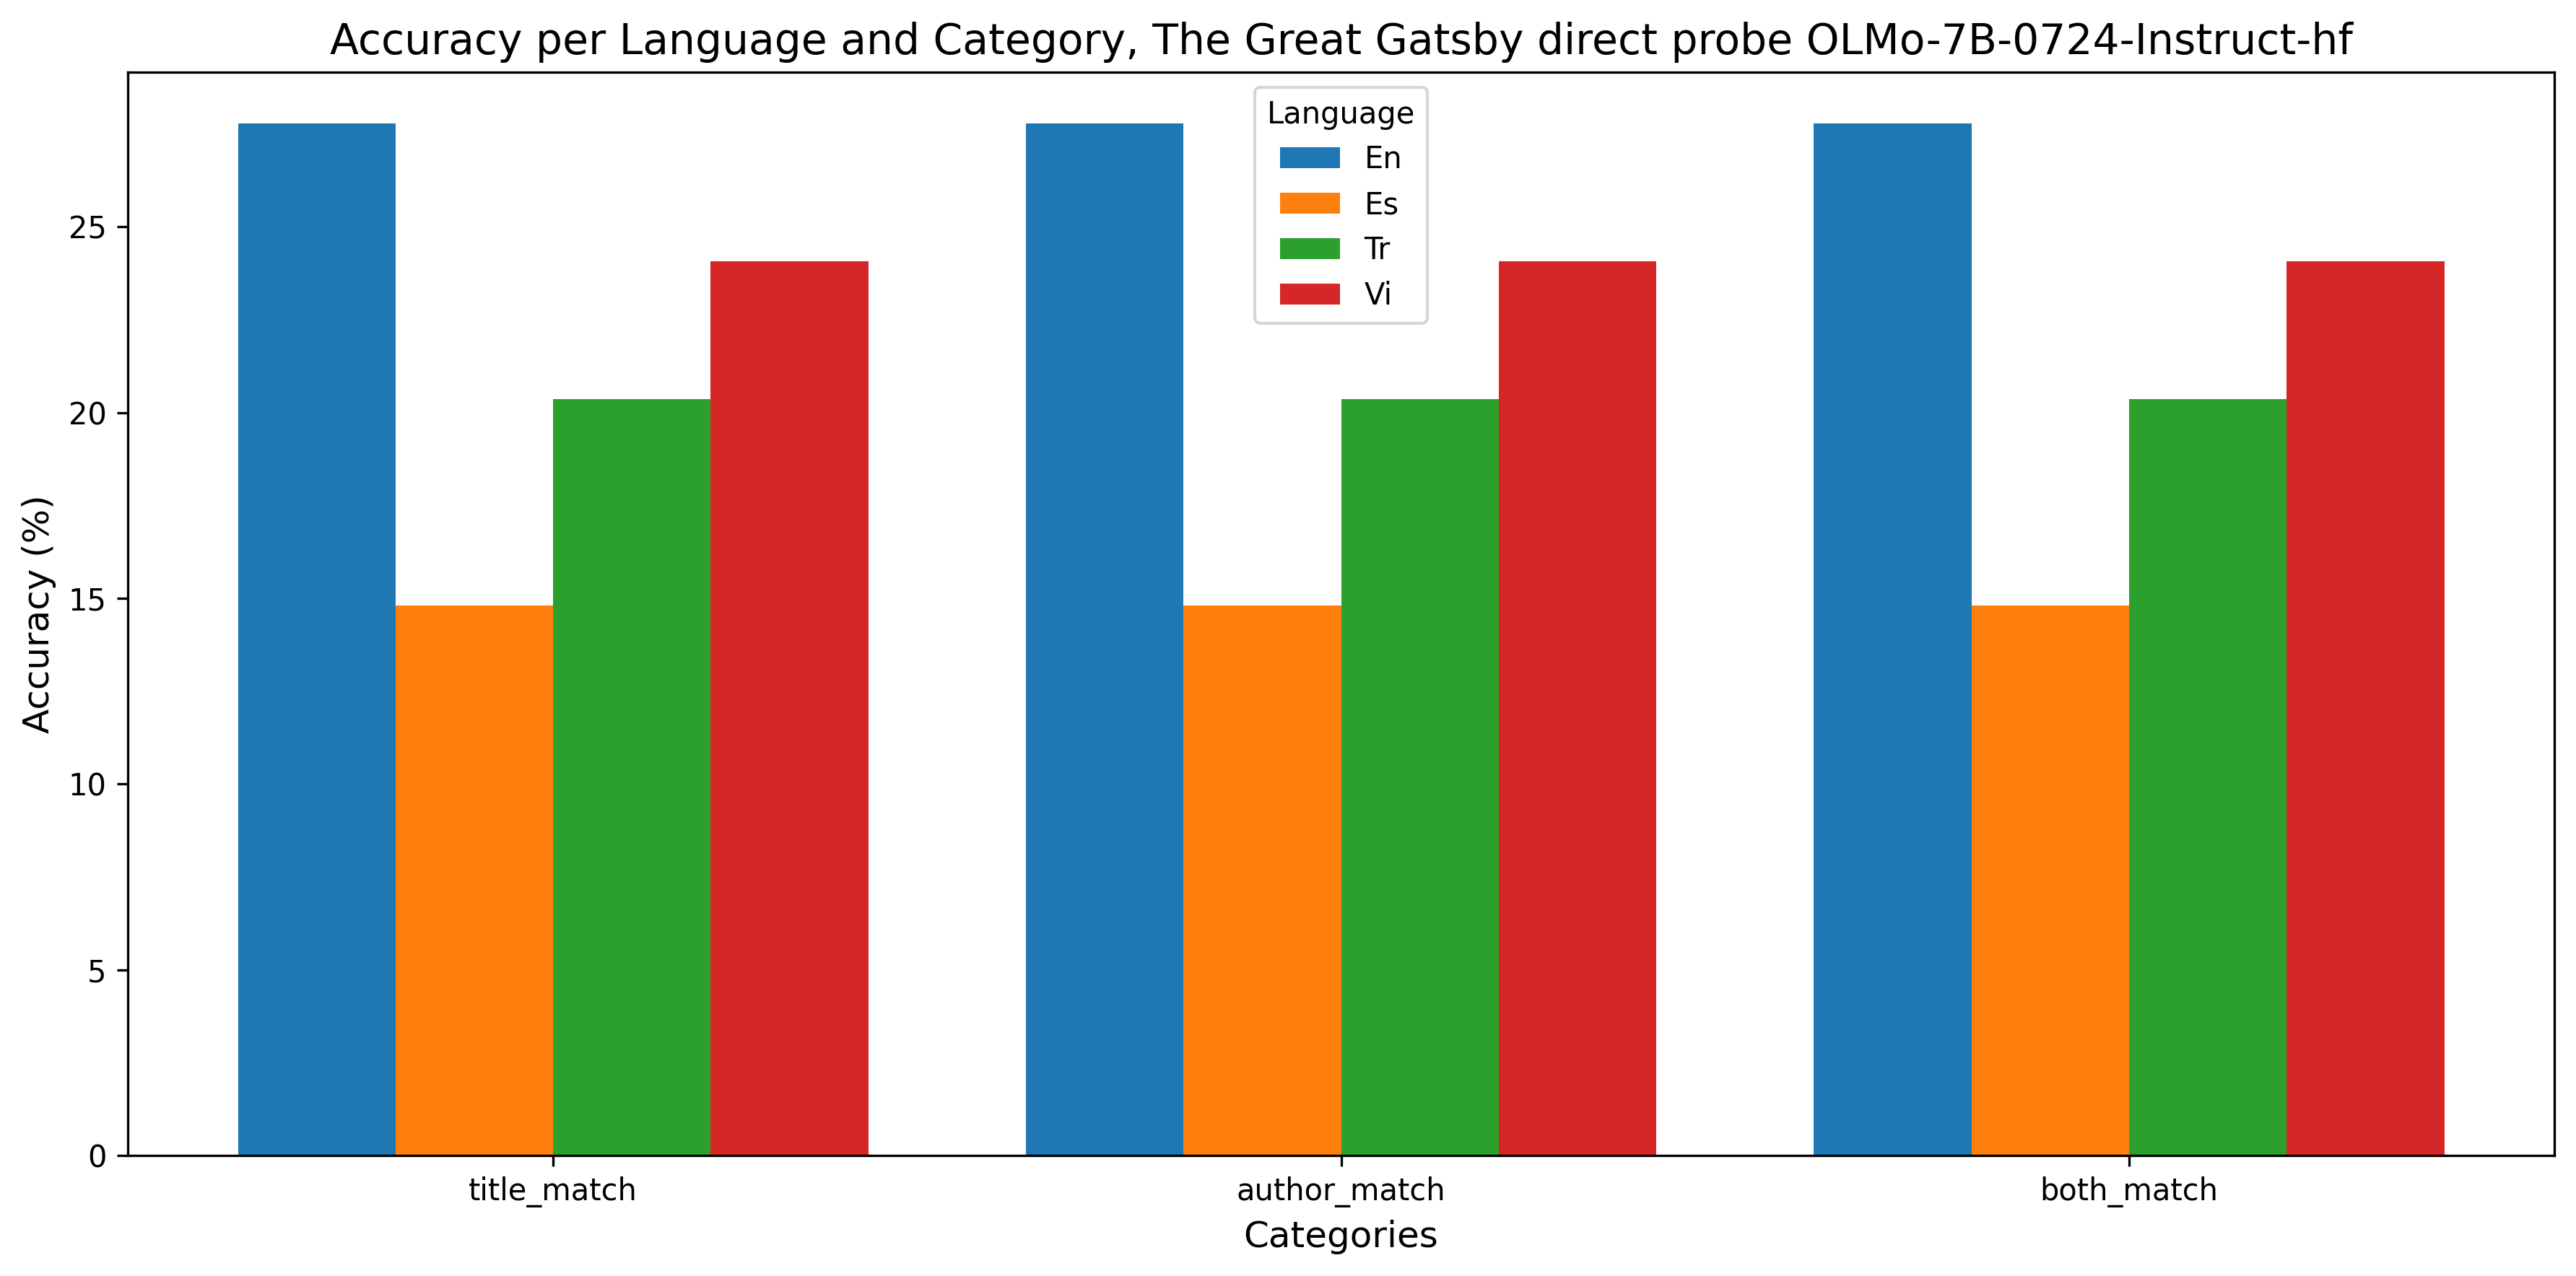 Accuracy per Language and Category, The Great Gatsby direct probe OLMo-7B-0724-Instruct-hf
Language
En
Es
Tr
Vi
Accuracy (%)
25
20
15
10
5
0
title_match
author_match
both_match
Categories